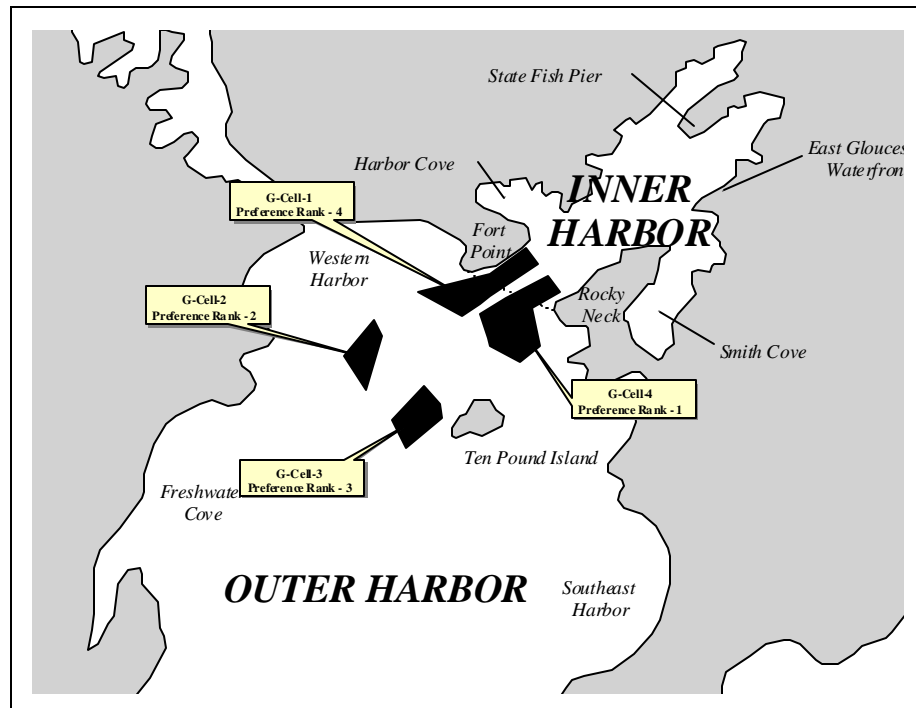 State Fish Pier
East Glouces
Waterfron
Harbor Cove
INNER
HARBOR
G-Cell-1
Preference Rank - 4
Fort
Point
Western
Harbor
G-Cell-2
Preference Rank - 2
Rocky
Neck
Smith Cove
G-Cell-4
Preference Rank - 1
Ten Pound Island
G-Cell-3
Preference Rank - 3
Freshwate
Cove
OUTER HARBOR
Southeast
Harbor